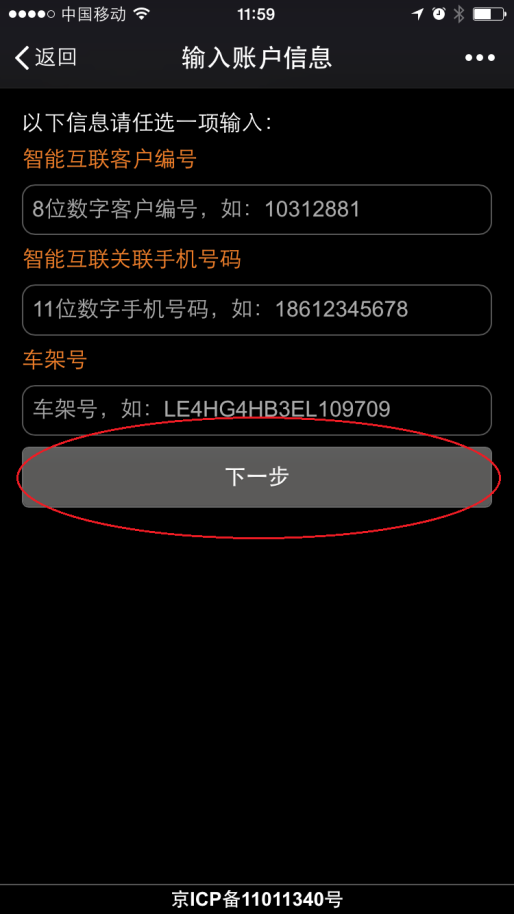 中国移动 11:59
返回 输入账户信息
以下信息请任选一项输入：
智能互联客户编号
8位数字客户编号，如：10312881
智能互联关联手机号码
11位数字手机号码，如：18612345678
车架号
车架号，如：LE4HG4HB3EL109709
下一步
京ICP备11011340号